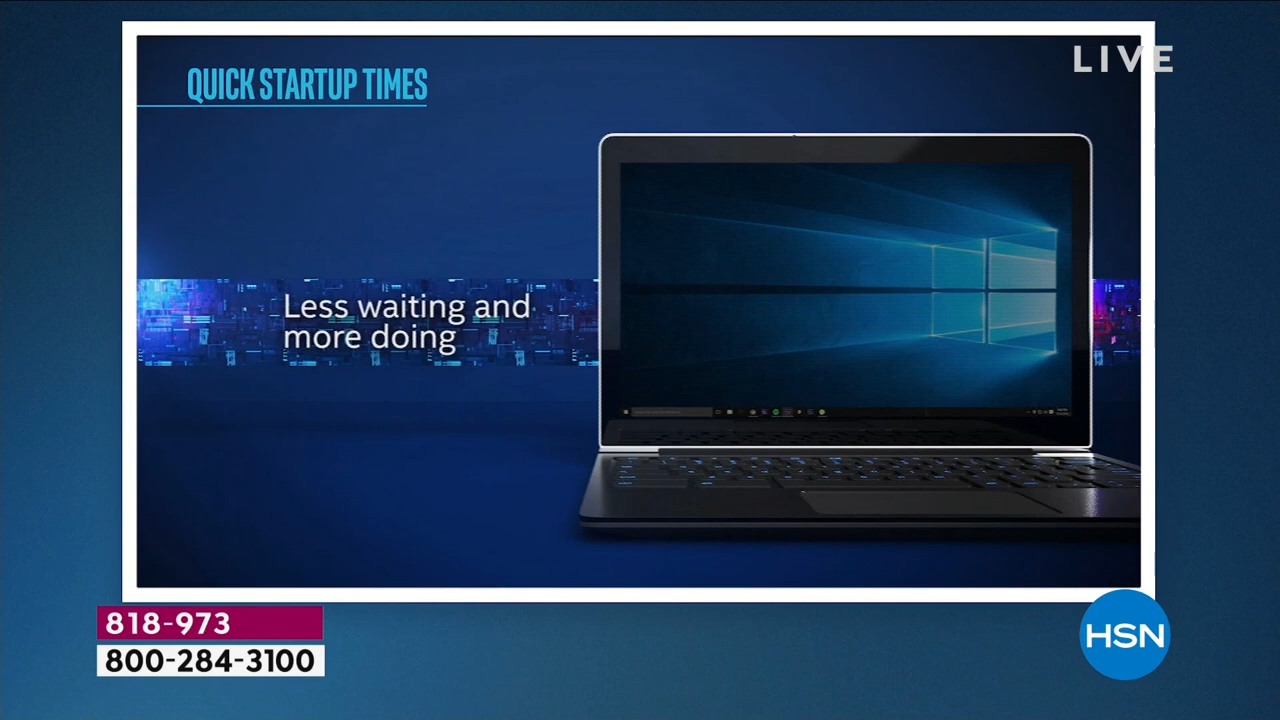 QUICK STARTUP TIMES
LIVE
Less waiting and
more doing
818-973
800-284-3100
HSN